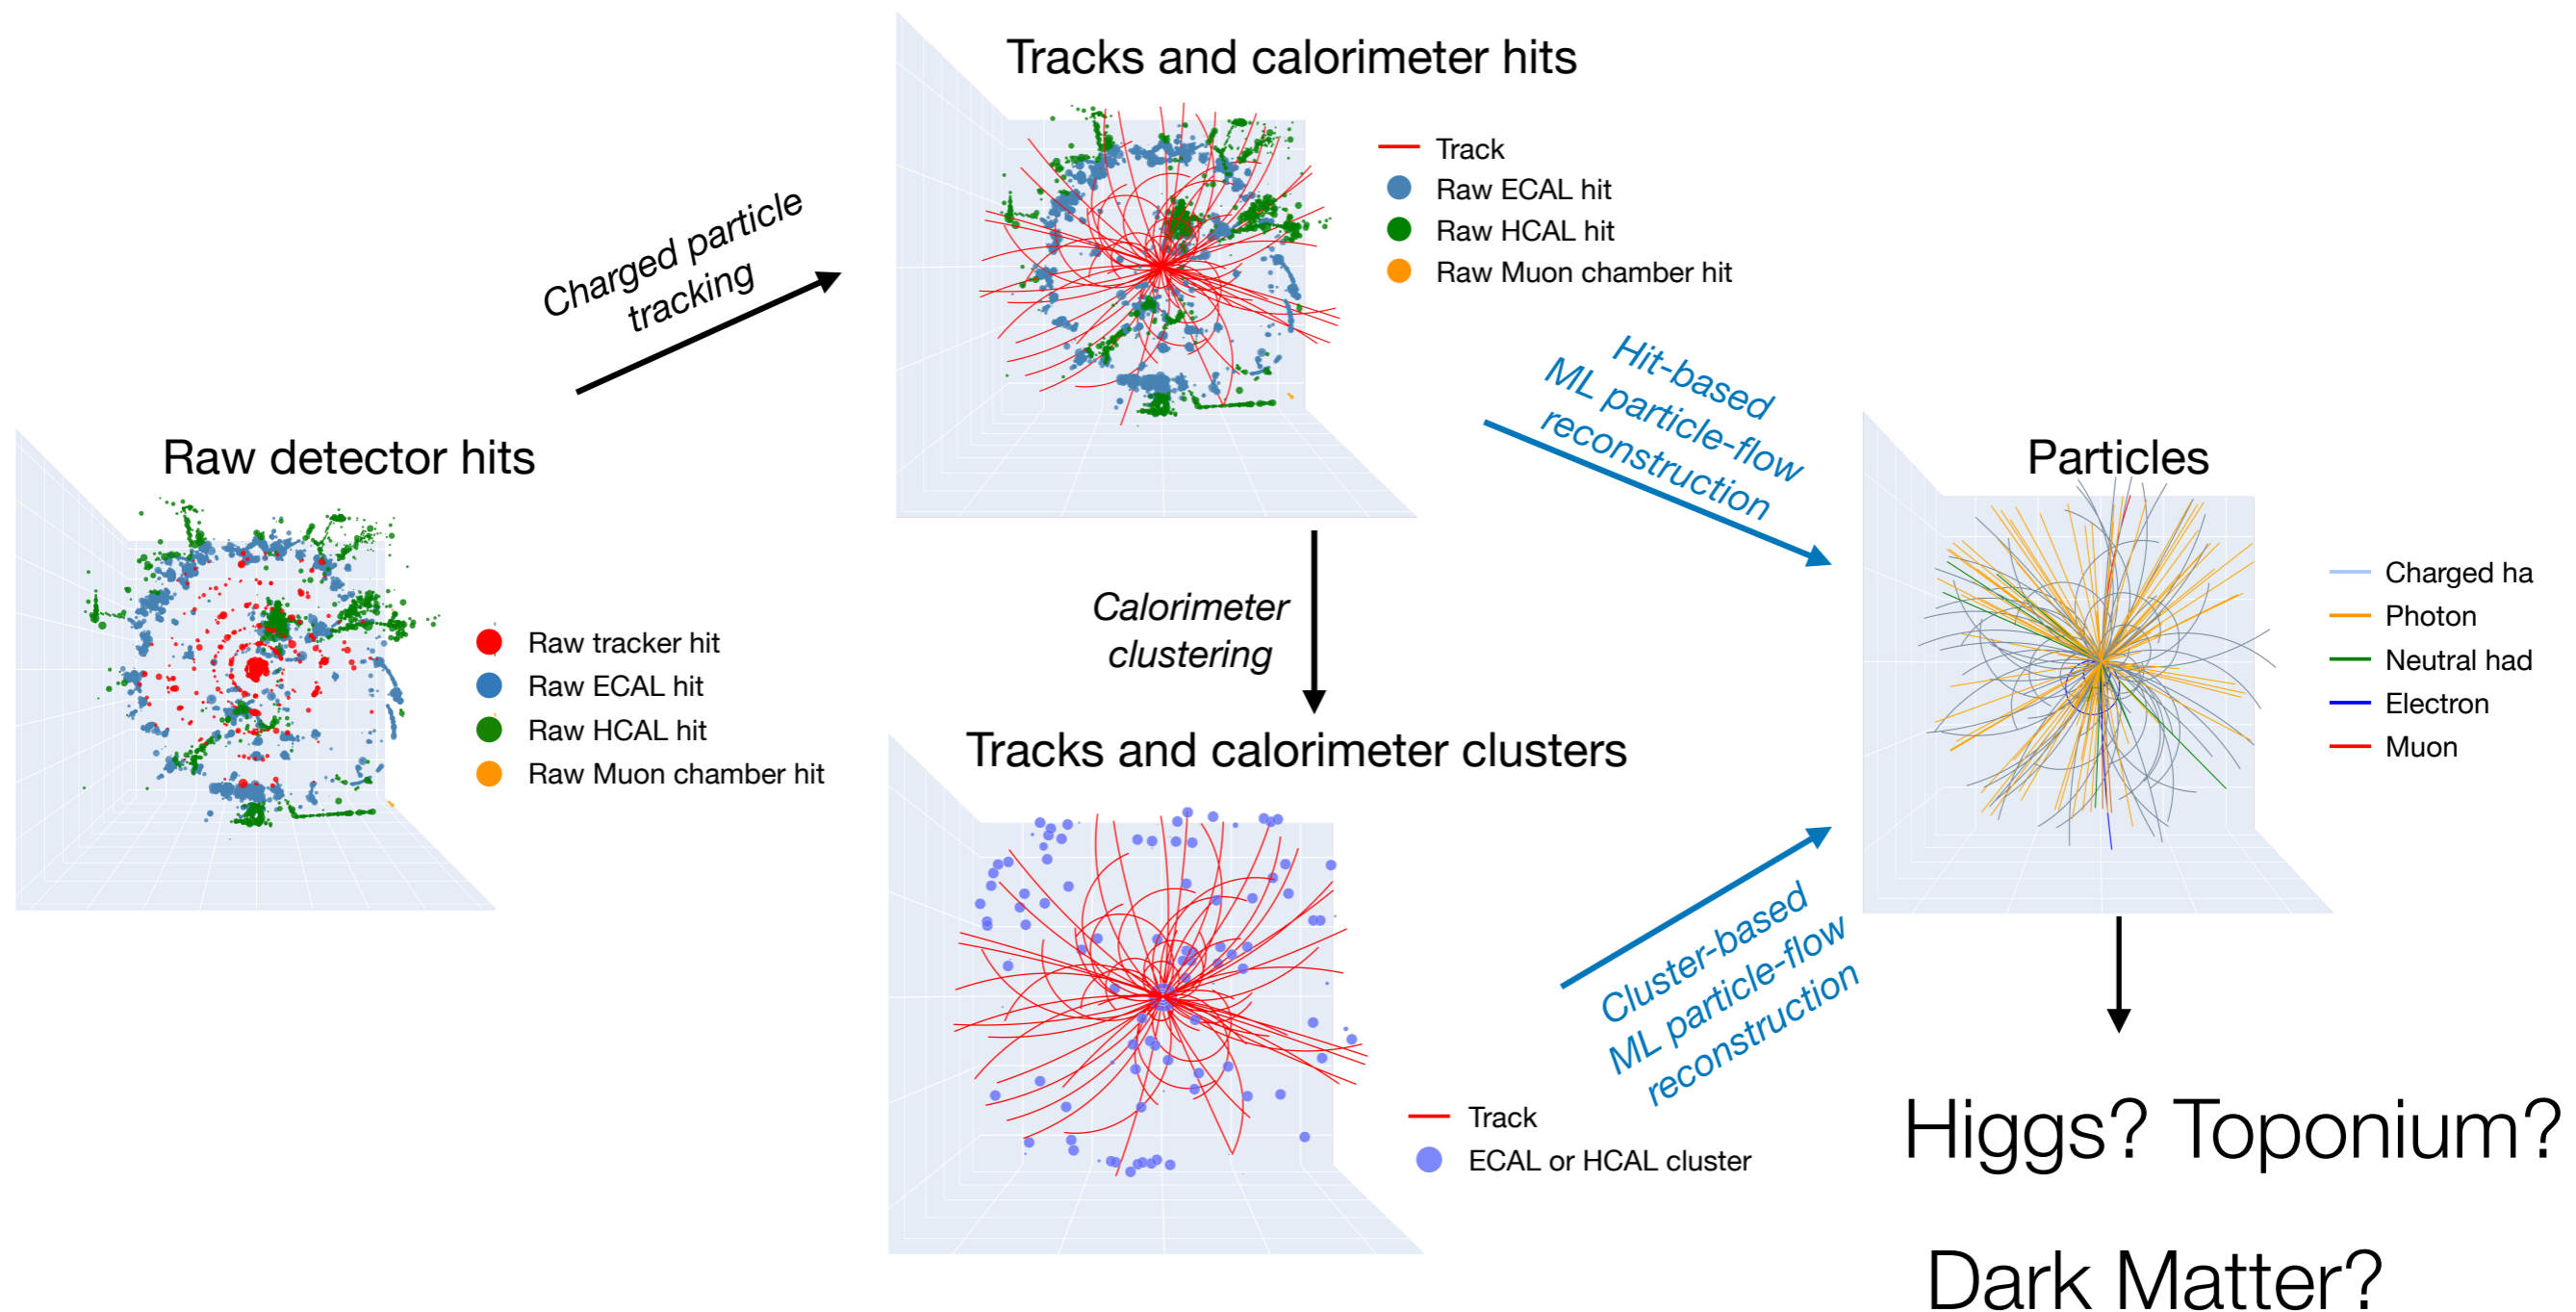 Tracks and calorimeter hits
Track
Raw ECAL hit
Raw HCAL hit
Raw Muon chamber hit
Charged particle
tracking
Hit-based
ML particle-flow
reconstruction
Raw detector hits
Raw tracker hit
Raw ECAL hit
Raw HCAL hit
Raw Muon chamber hit
Calorimeter
clustering
Particles
Charged ha
Photon
Neutral had
Electron
Muon
Tracks and calorimeter clusters
Track
ECAL or HCAL cluster
Cluster-based
ML particle-flow
reconstruction
Higgs? Toponium?
Dark Matter?